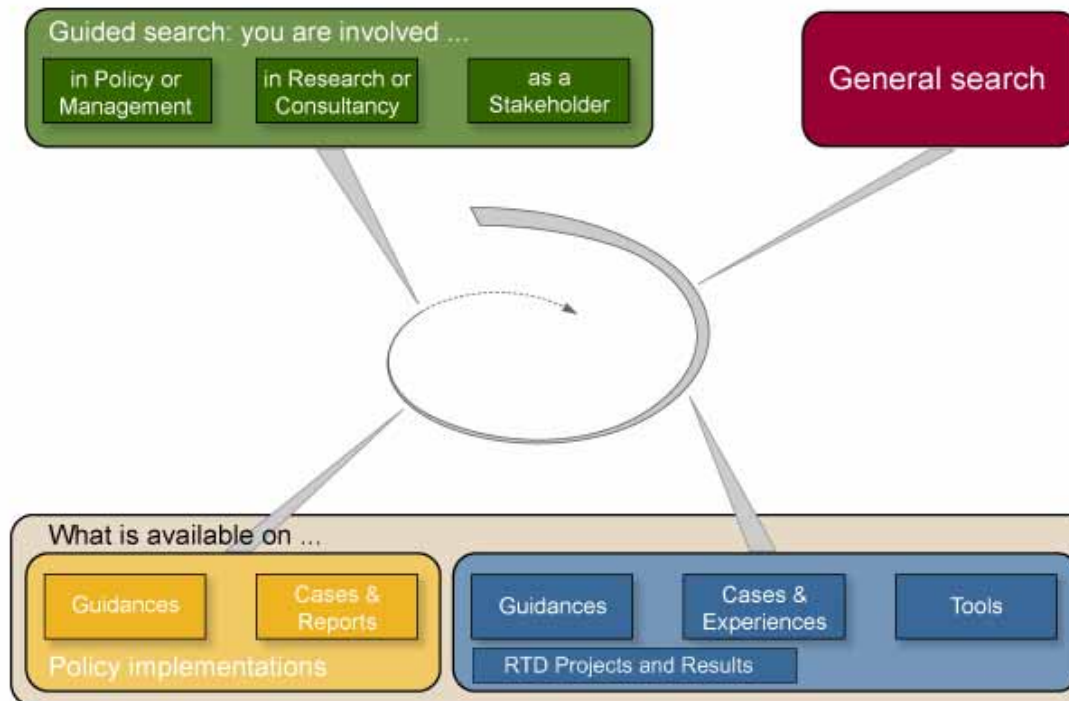 Guided search: you are involved ...
in Policy or
Management
in Research or
Consultancy
as a
Stakeholder
General search
What is available on ...
Guidances
Cases &
Reports
Policy implementations
Guidances
Cases &
Experiences
Tools
RTD Projects and Results